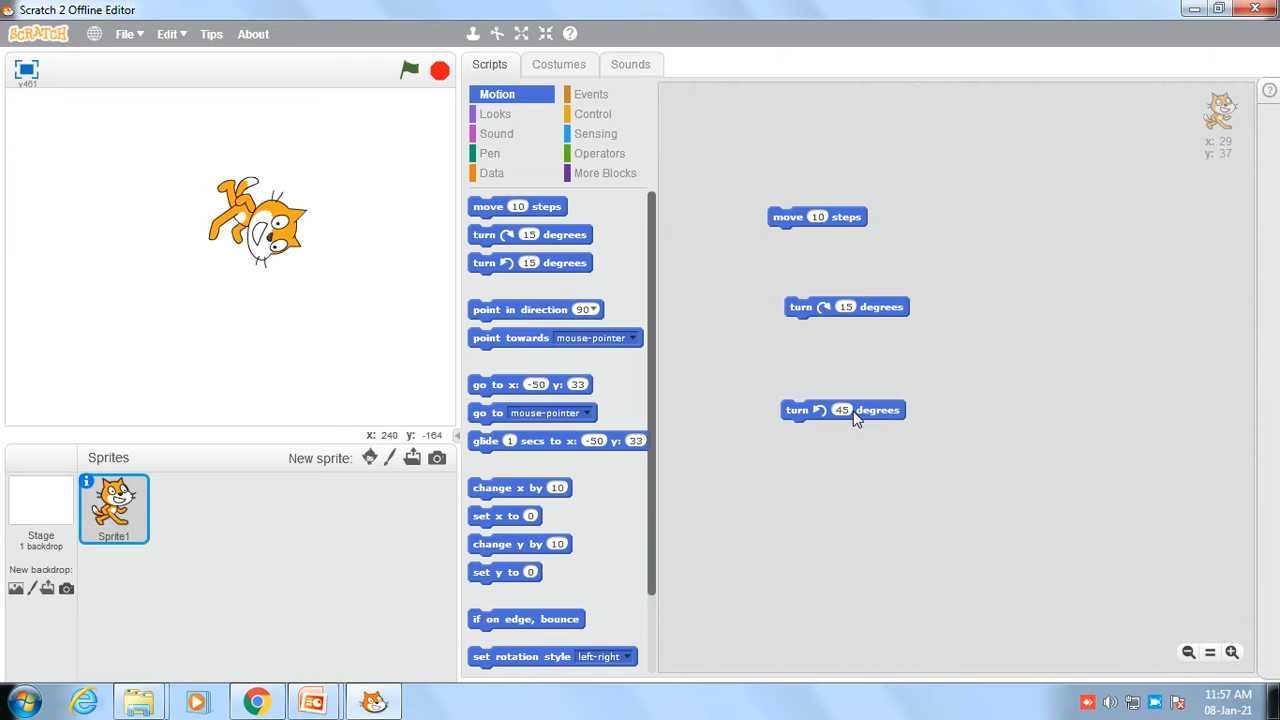 Scratch 2 Offline Editor
SCRATCH File Edit Tips About
v461
Scripts Costumes Sounds
Motion Events
Looks Control
Sound Sensing
Pen Operators
Data More Blocks
move 10 steps
turn 15 degrees
turn 15 degrees
point in direction 90
point towards mouse-pointer
go to x: -50 y: 33
go to mouse-pointer
glide 1 secs to x: -50 y: 33
change x by 10
set x to 0
change y by 10
set y to 0
if on edge, bounce
set rotation style left-right
move 10 steps
turn 15 degrees
turn 45 degrees
x: 29
y: 37
x: 240 y: -164
Sprites New sprite:
Stage
1 backdrop
New backdrop:
Sprite1
11:57 AM
08-Jan-21